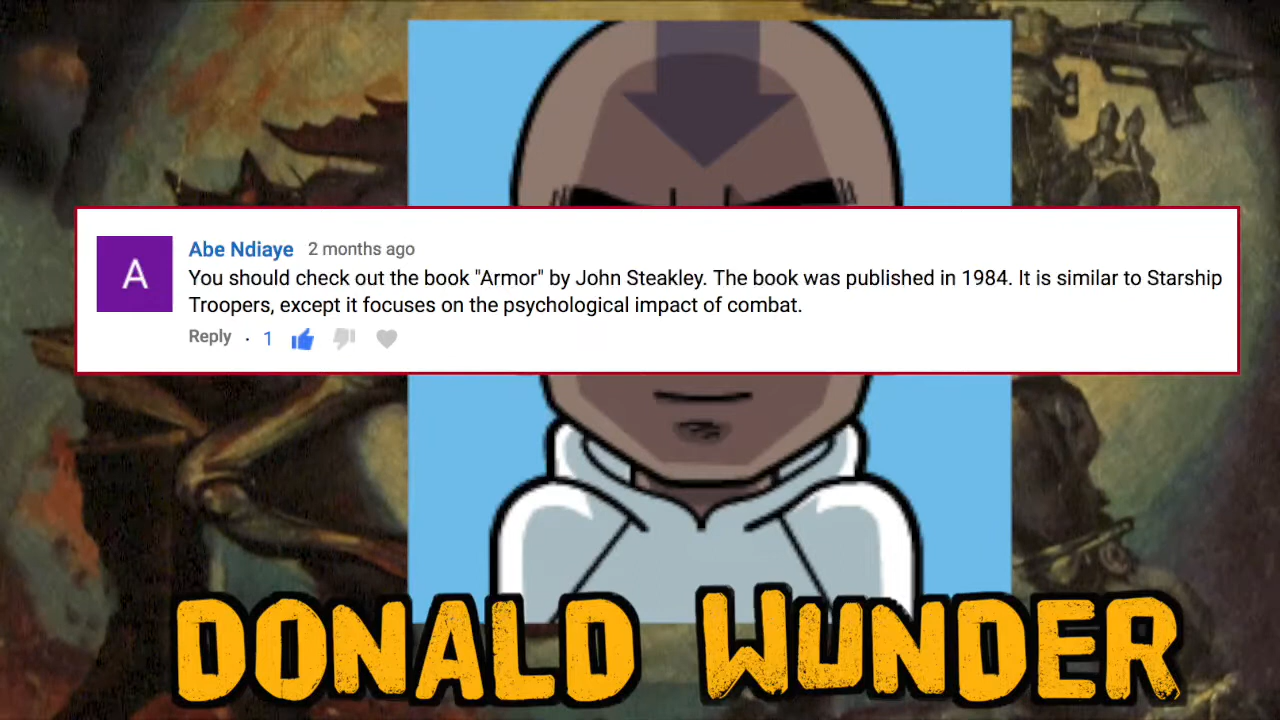 A
Abe Ndiaye 2 months ago
You should check out the book "Armor" by John Steakley. The book was published in 1984. It is similar to Starship
Troopers, except it focuses on the psychological impact of combat.
Reply · 1
DONALD WUNDER